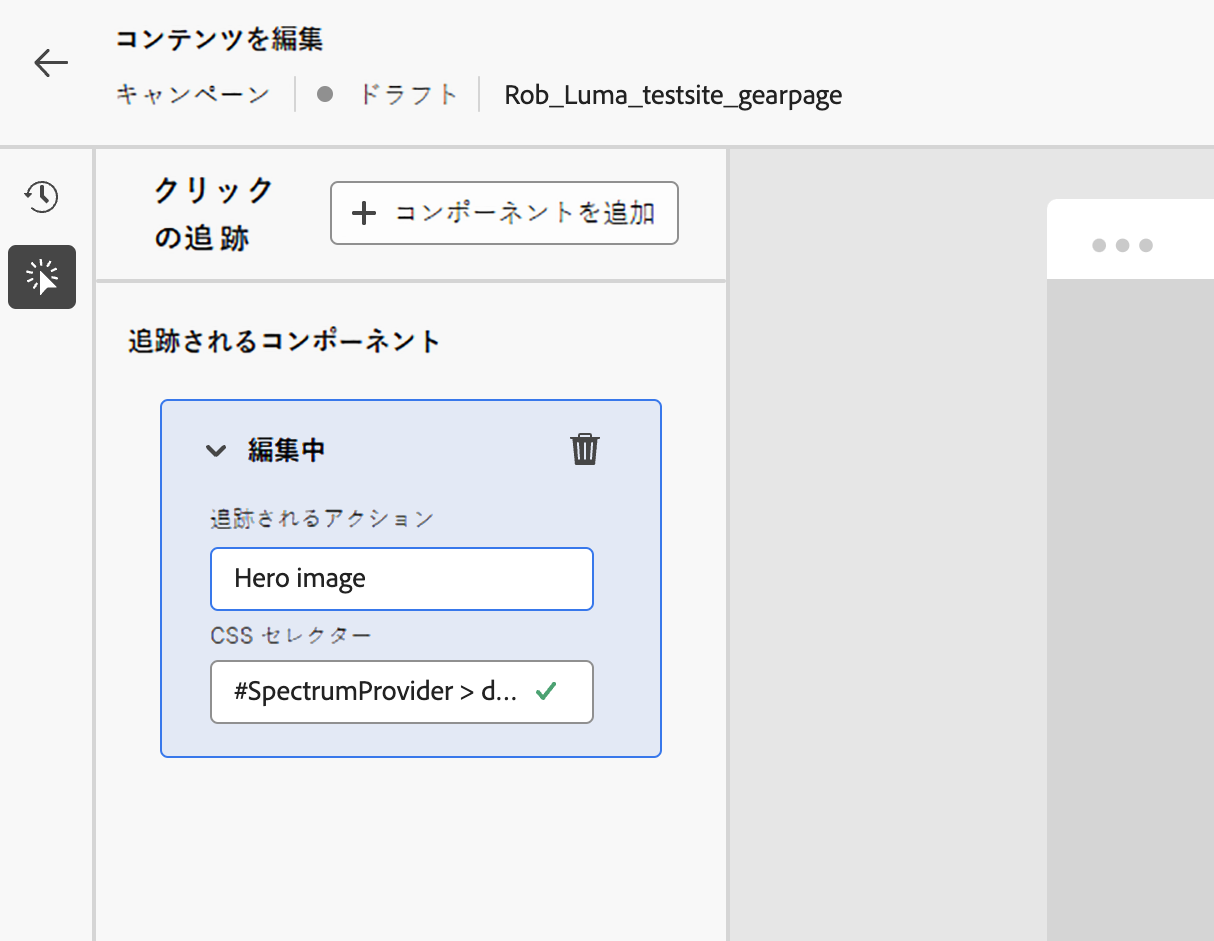 コンテンツを編集
キャンペーン ドラフト Rob_Luma_testsite_gearpage
クリック
の追跡
コンポーネントを追加
追跡されるコンポーネント
編集中
追跡されるアクション
Hero image
CSS セレクター
#SpectrumProvider > d...